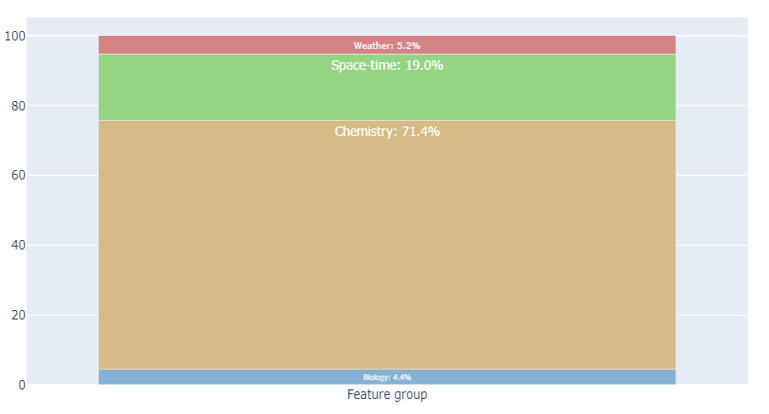 100
80
60
40
20
0
Weather: 5.2%
Space-time: 19.0%
Chemistry: 71.4%
Biology: 4.4%
Feature group